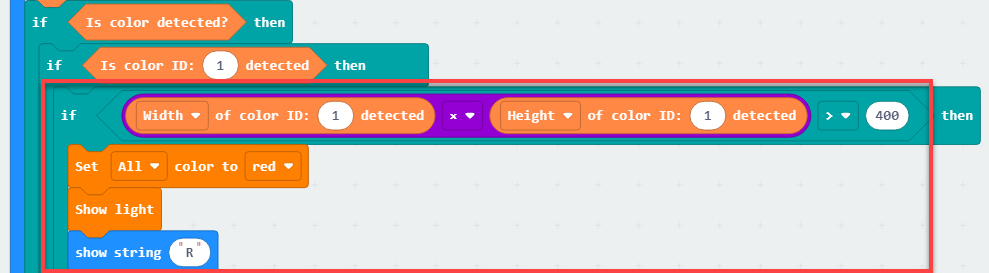 if Is color detected? then
if Is color ID: 1 detected then
if Width of color ID: 1 detected × Height of color ID: 1 detected > 400 then
Set All color to red
Show light
show string "R"